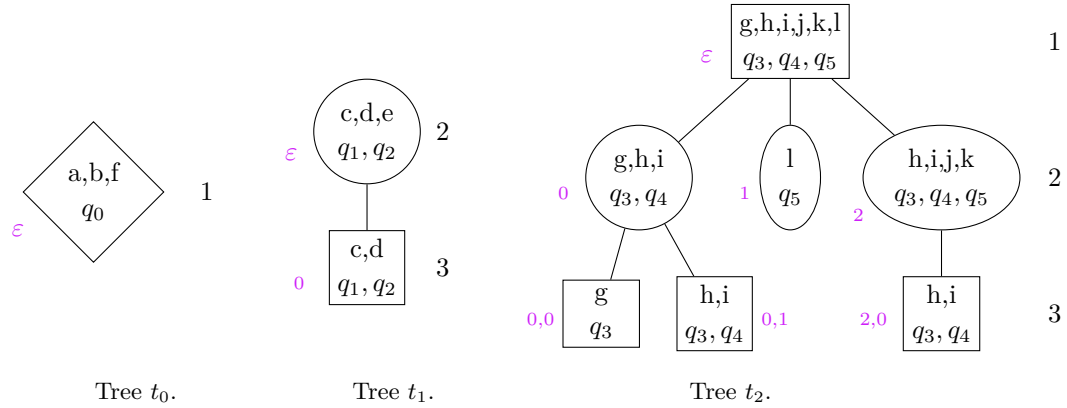 a,b,f
q₀
ε
1
Tree t₀.
c,d,e
q₁, q₂
ε
2
c,d
q₁, q₂
0
3
Tree t₁.
g,h,i,j,k,l
q₃, q₄, q₅
ε
1
g,h,i
q₃, q₄
0
l
q₅
1
h,i,j,k
q₃, q₄, q₅
2
2
g
q₃
0,0
h,i
q₃, q₄
0,1
h,i
q₃, q₄
2,0
3
Tree t₂.